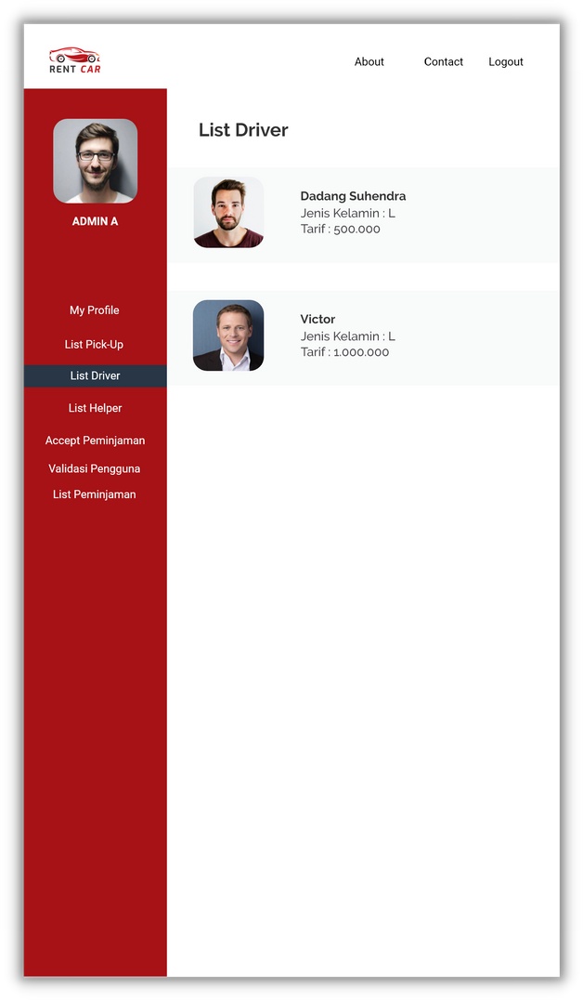 RENT CAR
About
Contact
Logout
ADMIN A
My Profile
List Pick-Up
List Driver
List Helper
Accept Peminjaman
Validasi Pengguna
List Peminjaman
List Driver
Dadang Suhendra
Jenis Kelamin : L
Tarif : 500.000
Victor
Jenis Kelamin : L
Tarif : 1.000.000